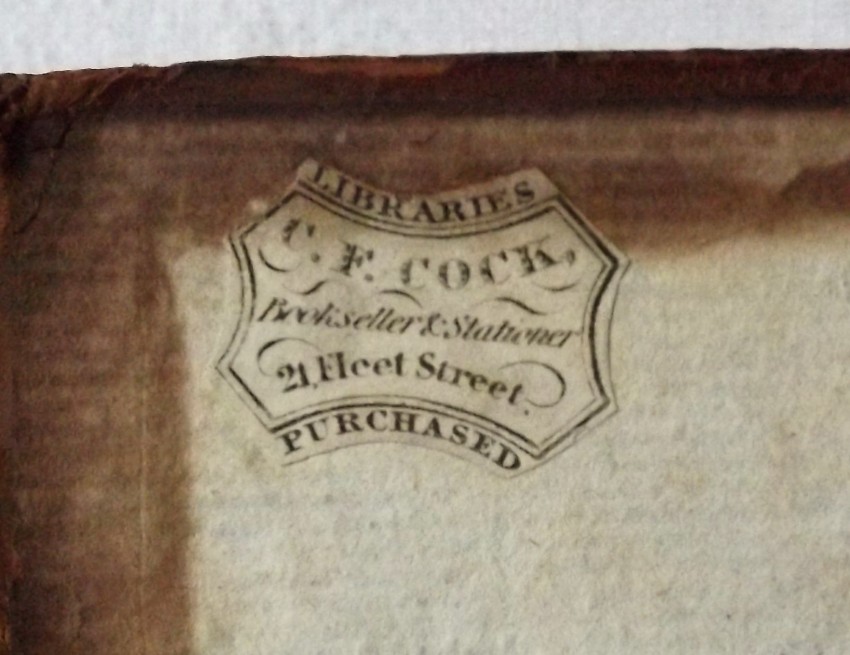 LIBRARIES
C. F. COCK,
Bookseller & Stationer
21, Fleet Street.
PURCHASED